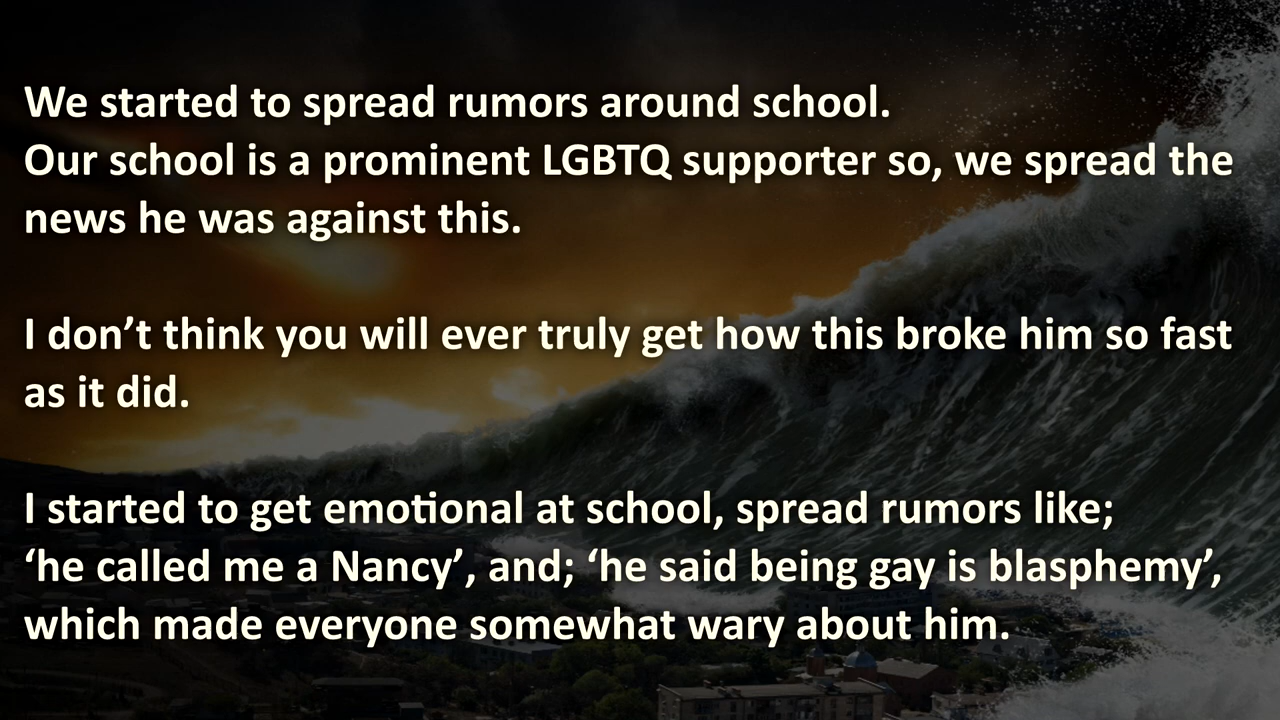 We started to spread rumors around school.
Our school is a prominent LGBTQ supporter so, we spread the
news he was against this.
I don’t think you will ever truly get how this broke him so fast
as it did.
I started to get emotional at school, spread rumors like;
‘he called me a Nancy’, and; ‘he said being gay is blasphemy’,
which made everyone somewhat wary about him.